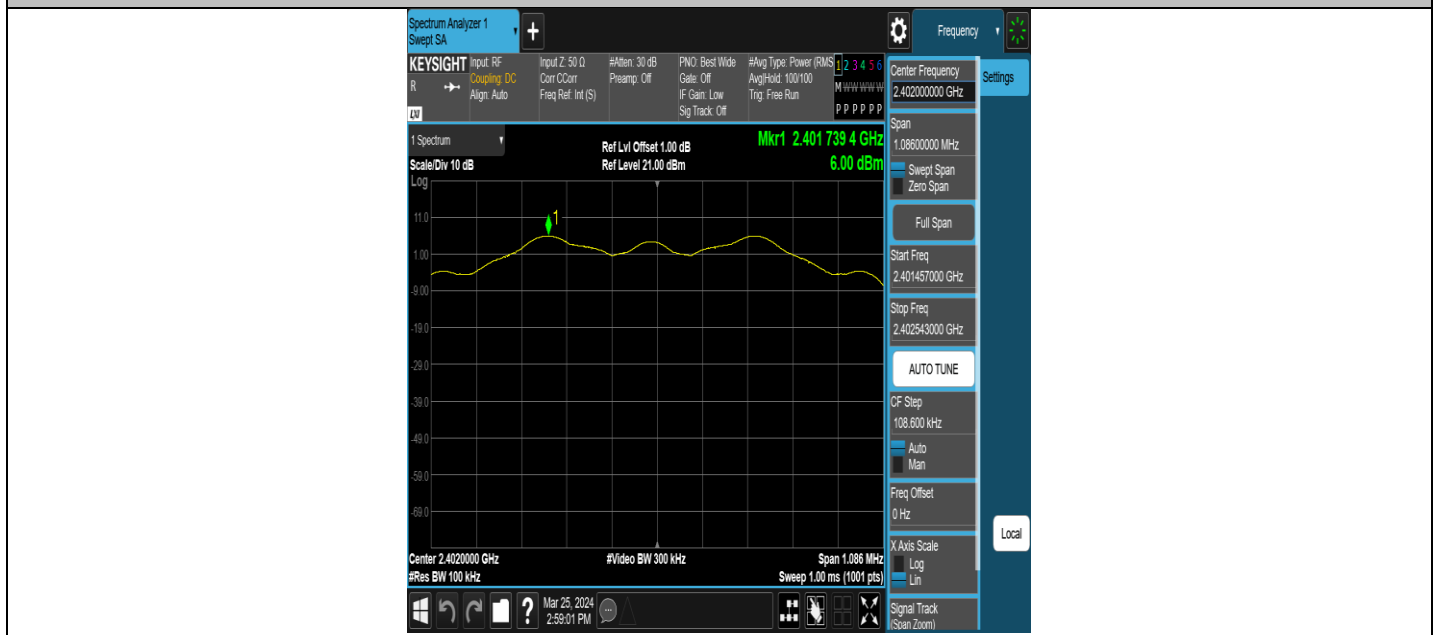 Spectrum Analyzer 1
Swept SA
+
Frequency
KEYSIGHT
R
LXI
Input: RF
Coupling: DC
Align: Auto
Input Z: 50 Ω
Corr CCorr
Freq Ref: Int (S)
#Atten: 30 dB
Preamp: Off
PNO: Best Wide
Gate: Off
IF Gain: Low
Sig Track: Off
#Avg Type: Power (RMS
Avg|Hold: 100/100
Trig: Free Run
1 2 3 4 5 6
M W W W W W
P P P P P P
1 Spectrum
Scale/Div 10 dB
Log
Ref Lvl Offset 1.00 dB
Ref Level 21.00 dBm
Mkr1 2.401 739 4 GHz
6.00 dBm
1
11.0
1.00
-9.00
-19.0
-29.0
-39.0
-49.0
-59.0
-69.0
Center 2.4020000 GHz
#Res BW 100 kHz
#Video BW 300 kHz
Span 1.086 MHz
Sweep 1.00 ms (1001 pts)
Center Frequency
2.402000000 GHz
Settings
Span
1.08600000 MHz
Swept Span
Zero Span
Full Span
Start Freq
2.401457000 GHz
Stop Freq
2.402543000 GHz
AUTO TUNE
CF Step
108.600 kHz
Auto
Man
Freq Offset
0 Hz
X Axis Scale
Log
Lin
Signal Track
(Span Zoom)
Local
?
Mar 25, 2024
2:59:01 PM